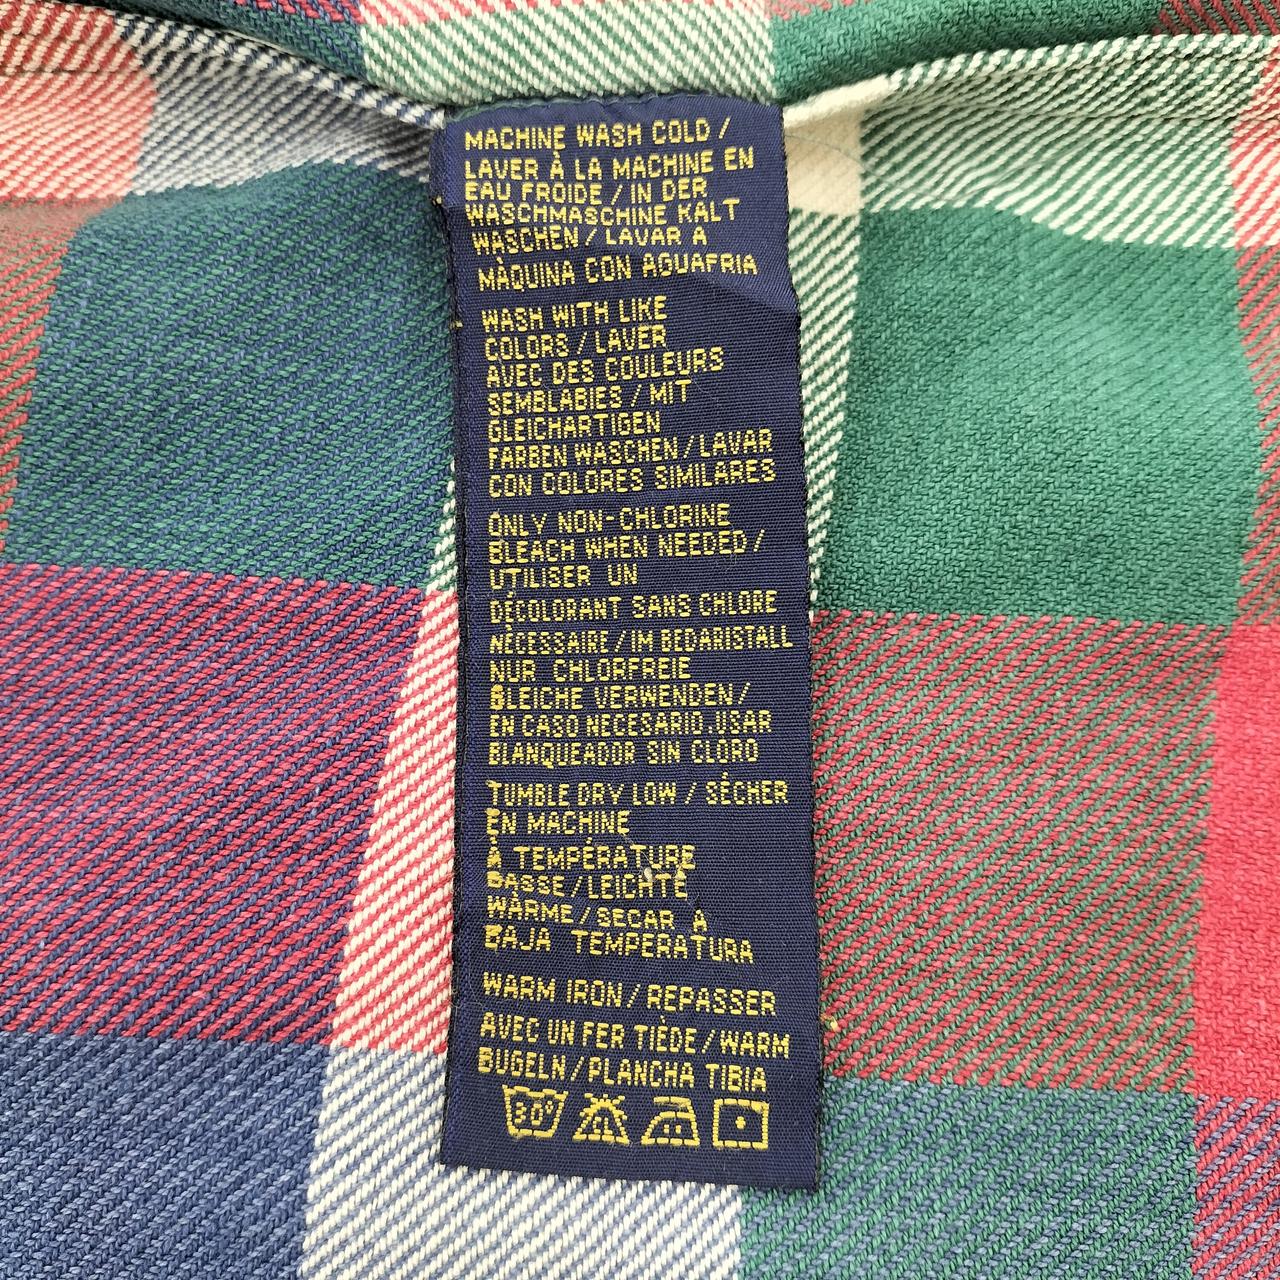 MACHINE WASH COLD /
LAVER À LA MACHINE EN
EAU FROIDE / IN DER
WASCHMASCHINE KALT
WASCHEN / LAVAR A
MÀQUINA CON AGUAFRIA
WASH WITH LIKE
COLORS / LAVER
AVEC DES COULEURS
SEMBLABIES / MIT
GLEICHARTIGEN
FARBEN WASCHEN / LAVAR
CON COLORES SIMILARES
ONLY NON-CHLORINE
BLEACH WHEN NEEDED /
UTILISER UN
DÉCOLORANT SANS CHLORE
NÉCESSAIRE / IM BEDARISTALL
NUR CHLORFREIE
BLEICHE VERWENDEN /
EN CASO NECESARIO, USAR
BLANQUEADOR SIN CLORO
TUMBLE DRY LOW / SÉCHER
EN MACHINE
À TEMPÉRATURE
BASSE / LEICHTE
WÀRME / SECAR A
BAJA TEMPERATURA
WARM IRON / REPASSER
AVEC UN FER TIÈDE / WARM
BUGELN / PLANCHA TIBIA
30°